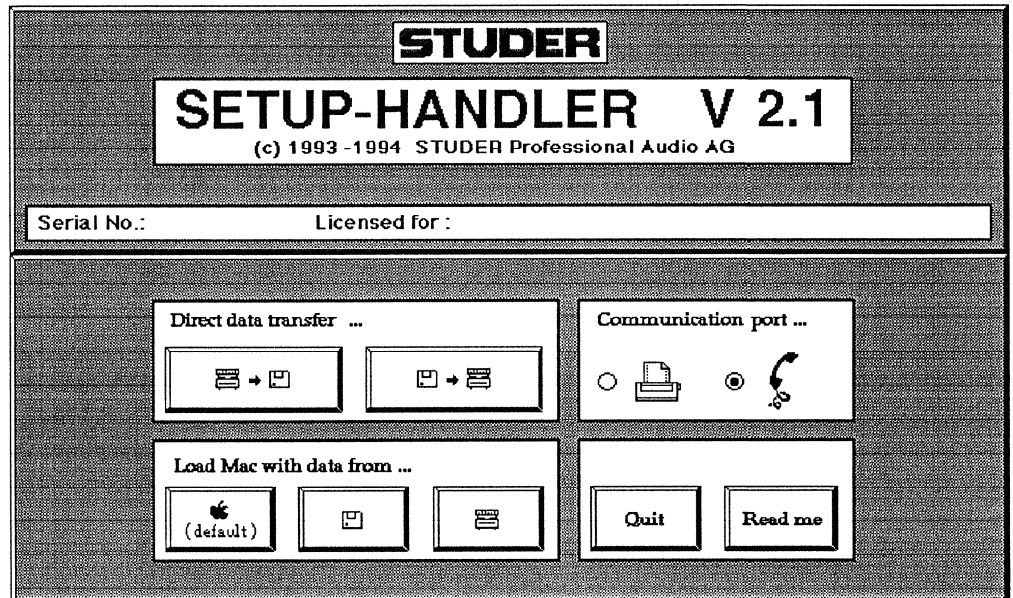 STUDER
SETUP-HANDLER V 2.1
(c) 1993 -1994 STUDER Professional Audio AG
Serial No.: Licensed for :
Direct data transfer ...
Communication port ...
Load Mac with data from ...
(default)
Quit
Read me